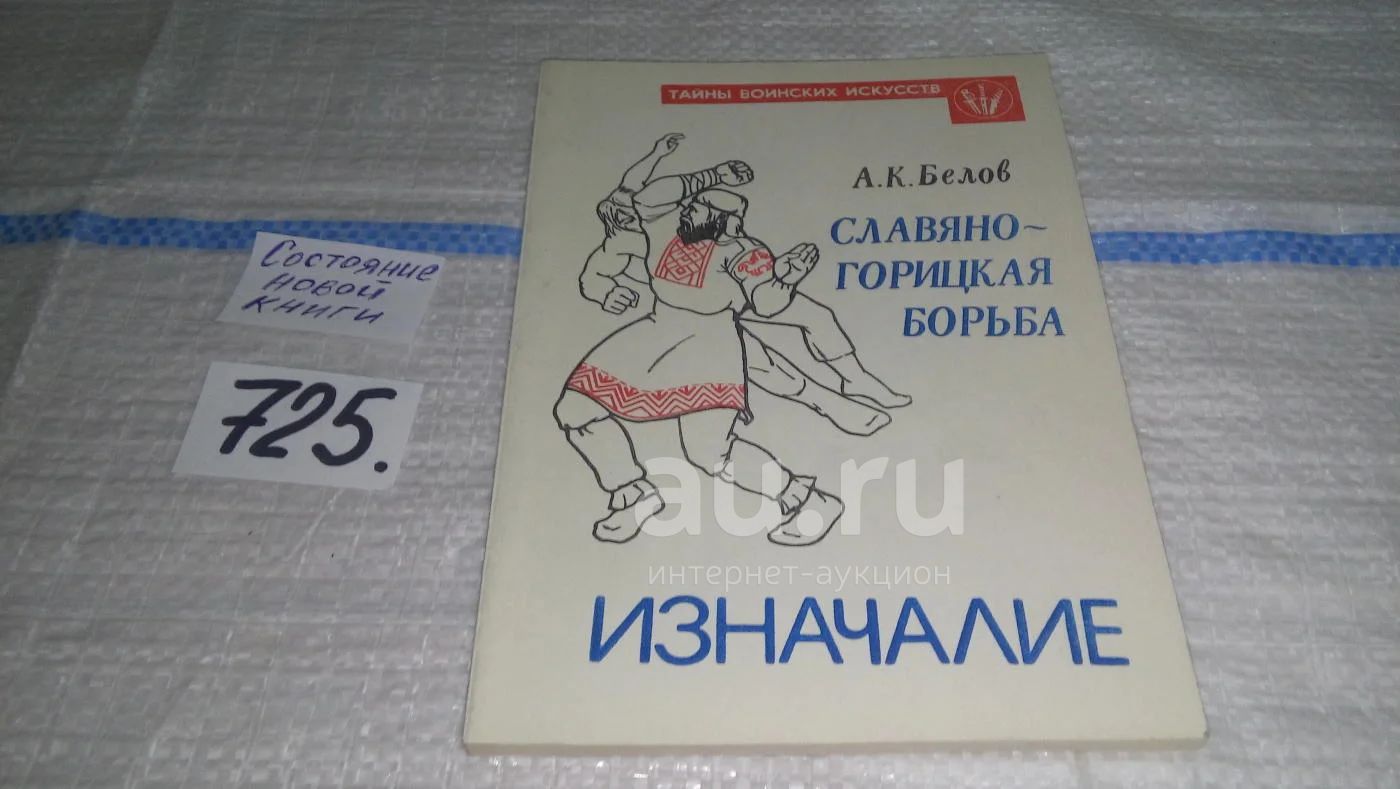 ТАЙНЫ ВОИНСКИХ ИСКУССТВ
А.К.Белов
СЛАВЯНО-
ГОРИЦКАЯ
БОРЬБА
Состояние
новой
книги
725.
au.ru
интернет-аукцион
ИЗНАЧАЛИЕ